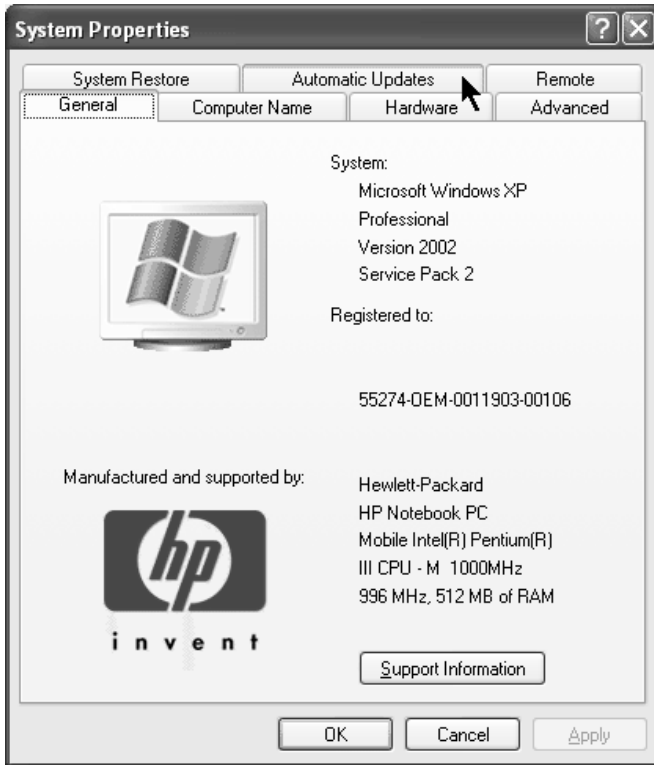 System Properties
System Restore Automatic Updates Remote
General Computer Name Hardware Advanced
System:
Microsoft Windows XP
Professional
Version 2002
Service Pack 2
Registered to:
55274-OEM-0011903-00106
Manufactured and supported by:
hp
invent
Hewlett-Packard
HP Notebook PC
Mobile Intel(R) Pentium(R)
III CPU - M 1000MHz
996 MHz, 512 MB of RAM
Support Information
OK Cancel Apply